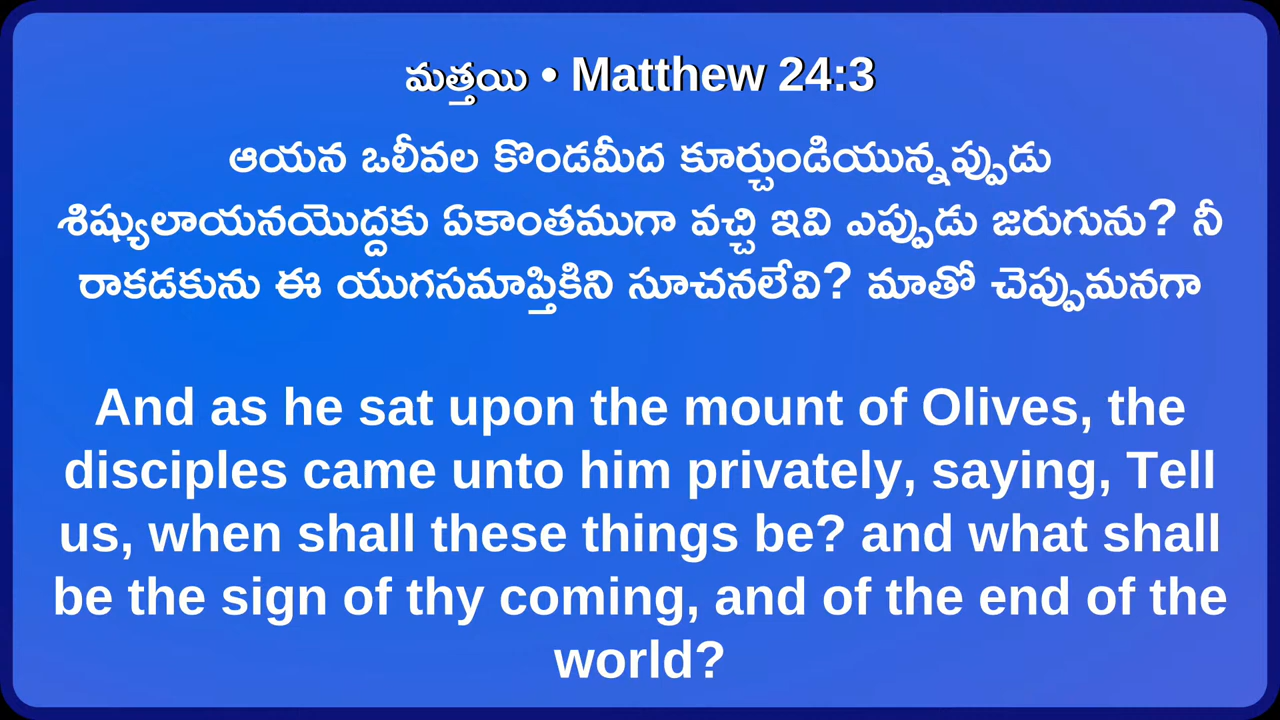 మత్తయి • Matthew 24:3
ఆయన ఒలీవల కొండమీద కూర్చుండియున్నప్పుడు
శిష్యులాయనయొద్దకు ఏకాంతముగా వచ్చి ఇవి ఎప్పుడు జరుగును? నీ
రాకడకును ఈ యుగసమాప్తికిని సూచనలేవి? మాతో చెప్పుమనగా
And as he sat upon the mount of Olives, the
disciples came unto him privately, saying, Tell
us, when shall these things be? and what shall
be the sign of thy coming, and of the end of the
world?